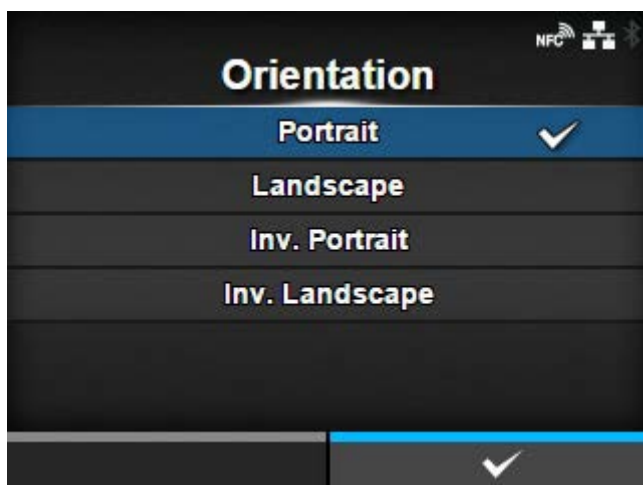 NFC
Orientation
Portrait
Landscape
Inv. Portrait
Inv. Landscape